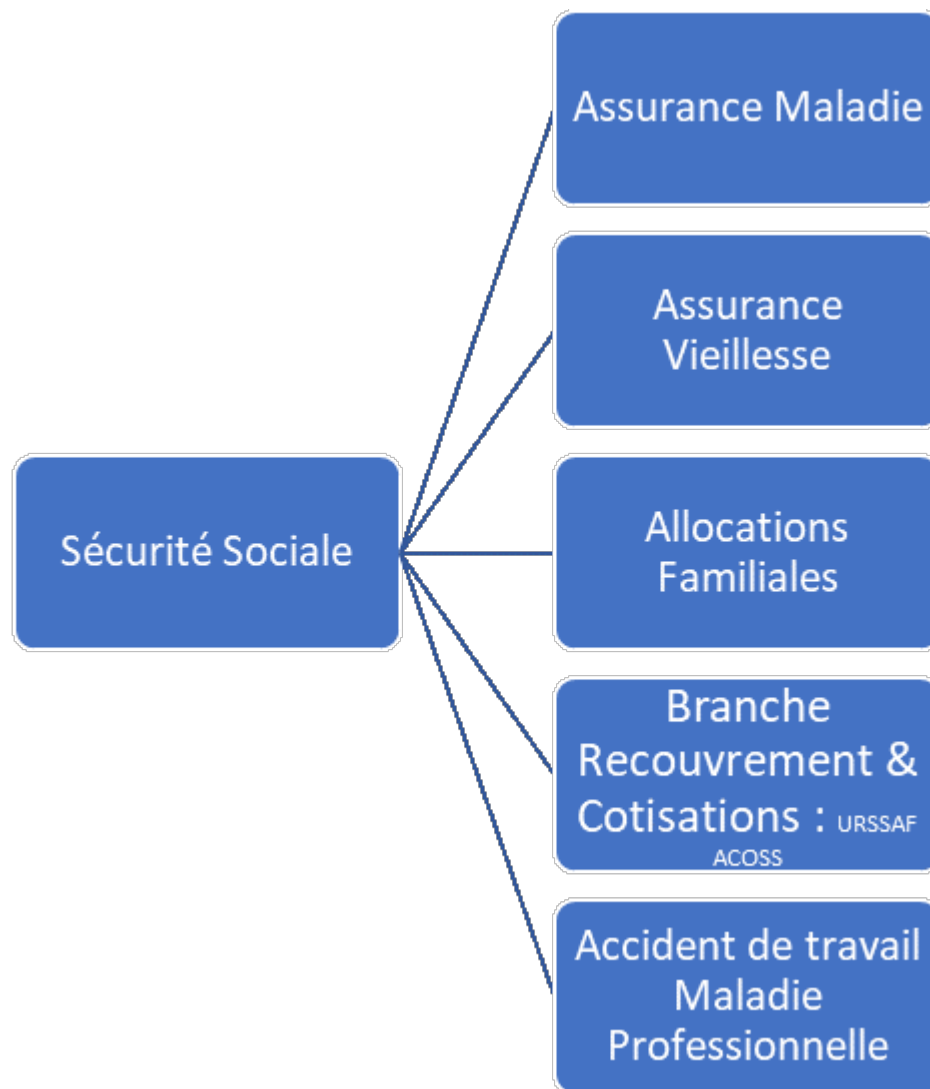 Assurance Maladie
Assurance
Vieillesse
Sécurité Sociale
Allocations
Familiales
Branche
Recouvrement &
Cotisations : URSSAF
ACOSS
Accident de travail
Maladie
Professionnelle